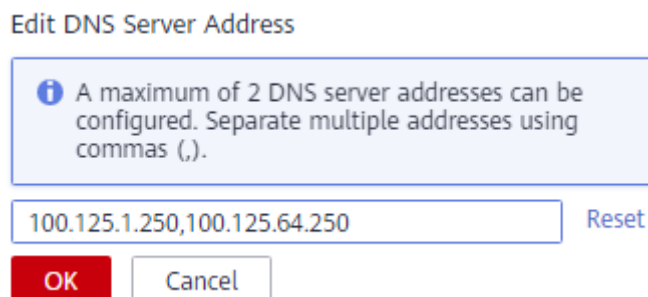 Edit DNS Server Address
A maximum of 2 DNS server addresses can be
configured. Separate multiple addresses using
commas (,).
100.125.1.250,100.125.64.250
Reset
OK
Cancel